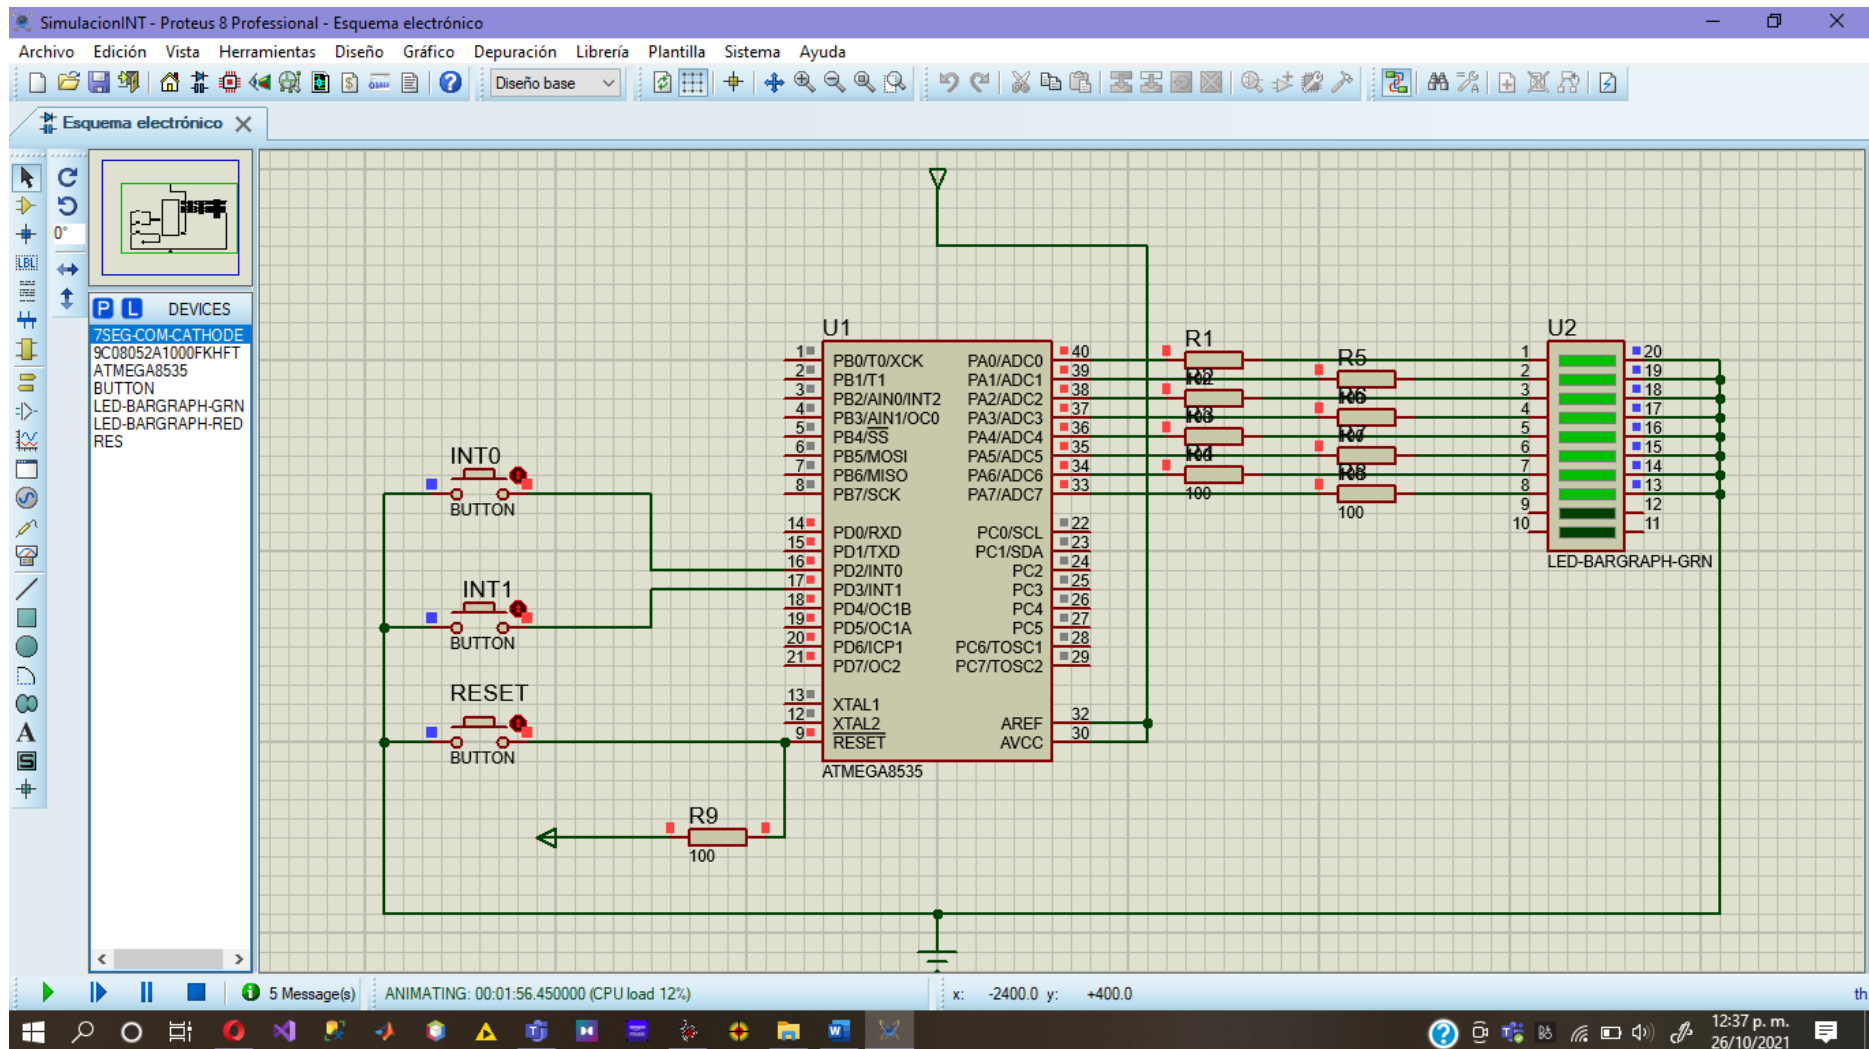 SimulacionINT - Proteus 8 Professional - Esquema electrónico
Archivo Edición Vista Herramientas Diseño Gráfico Depuración Librería Plantilla Sistema Ayuda
Diseño base
Esquema electrónico
0°
LBL
P L DEVICES
7SEG-COM-CATHODE
9C08052A1000FKHFT
ATMEGA8535
BUTTON
LED-BARGRAPH-GRN
LED-BARGRAPH-RED
RES
INT0
BUTTON
INT1
BUTTON
RESET
BUTTON
R9
100
U1
1 PB0/T0/XCK PA0/ADC0 40
2 PB1/T1 PA1/ADC1 39
3 PB2/AIN0/INT2 PA2/ADC2 38
4 PB3/AIN1/OC0 PA3/ADC3 37
5 PB4/SS PA4/ADC4 36
6 PB5/MOSI PA5/ADC5 35
7 PB6/MISO PA6/ADC6 34
8 PB7/SCK PA7/ADC7 33
14 PD0/RXD PC0/SCL 22
15 PD1/TXD PC1/SDA 23
16 PD2/INT0 PC2 24
17 PD3/INT1 PC3 25
18 PD4/OC1B PC4 26
19 PD5/OC1A PC5 27
20 PD6/ICP1 PC6/TOSC1 28
21 PD7/OC2 PC7/TOSC2 29
13 XTAL1
12 XTAL2 AREF 32
9 RESET AVCC 30
ATMEGA8535
R1
R5
100
100
U2
1 20
2 19
3 18
4 17
5 16
6 15
7 14
8 13
9 12
10 11
LED-BARGRAPH-GRN
5 Message(s)
ANIMATING: 00:01:56.450000 (CPU load 12%)
x: -2400.0 y: +400.0
th
12:37 p. m.
26/10/2021